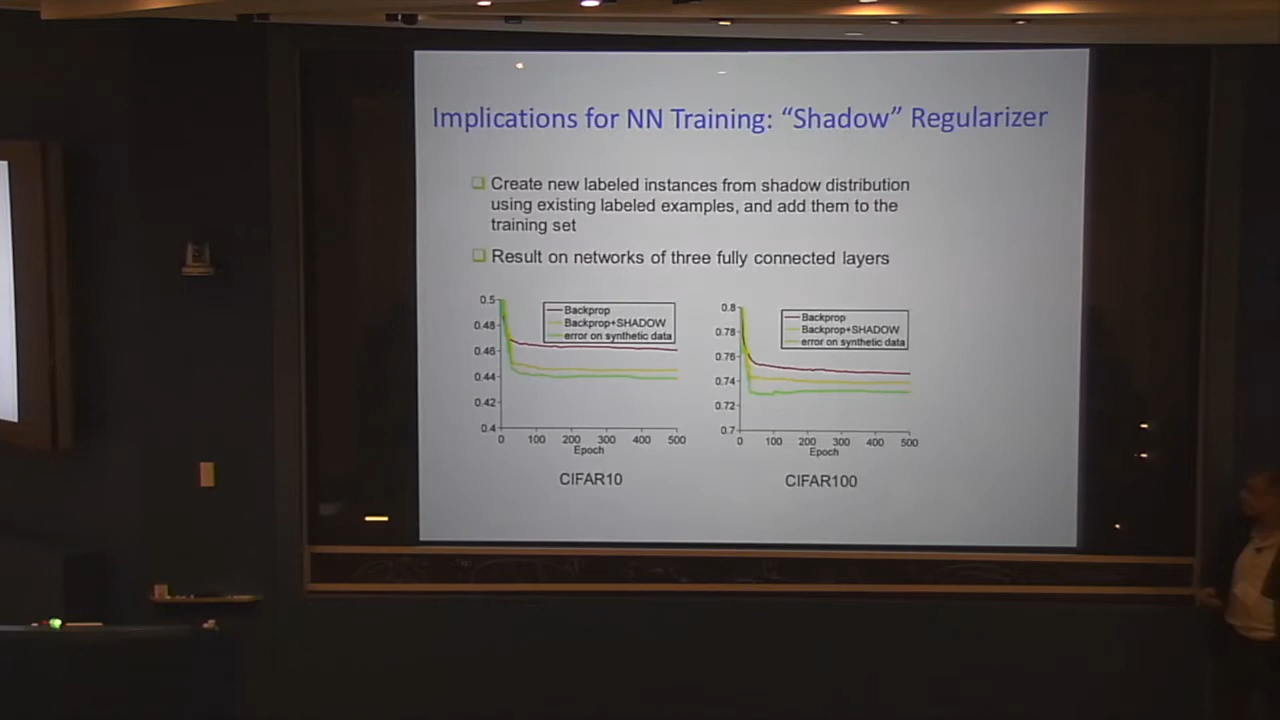 Implications for NN Training: “Shadow” Regularizer
Create new labeled instances from shadow distribution
using existing labeled examples, and add them to the
training set
Result on networks of three fully connected layers
0.5
0.48
0.46
0.44
0.42
0.4
Backprop
Backprop+SHADOW
error on synthetic data
0 100 200 300 400 500
Epoch
CIFAR10
0.8
0.78
0.76
0.74
0.72
0.7
Backprop
Backprop+SHADOW
error on synthetic data
0 100 200 300 400 500
Epoch
CIFAR100